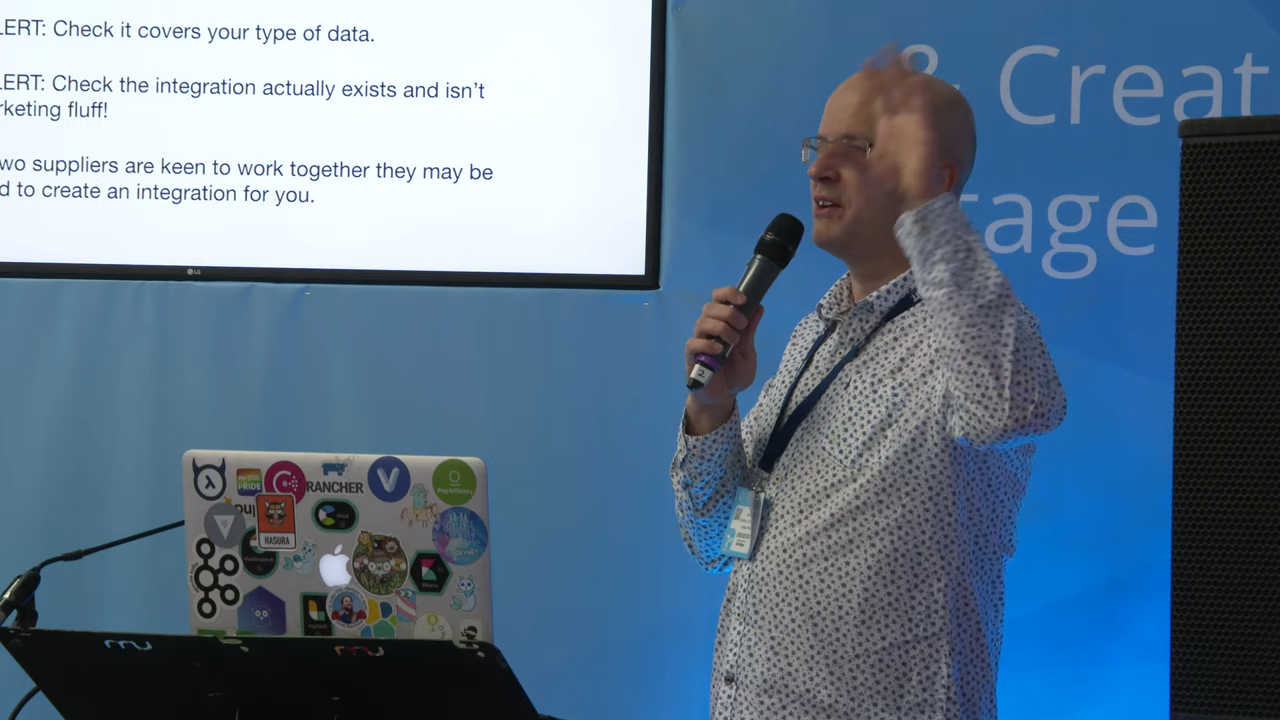 LERT: Check it covers your type of data.
LERT: Check the integration actually exists and isn't
rketing fluff!
wo suppliers are keen to work together they may be
d to create an integration for you.
LG
& Creat
tage
2
PRIDE
RANCHER
HASURA